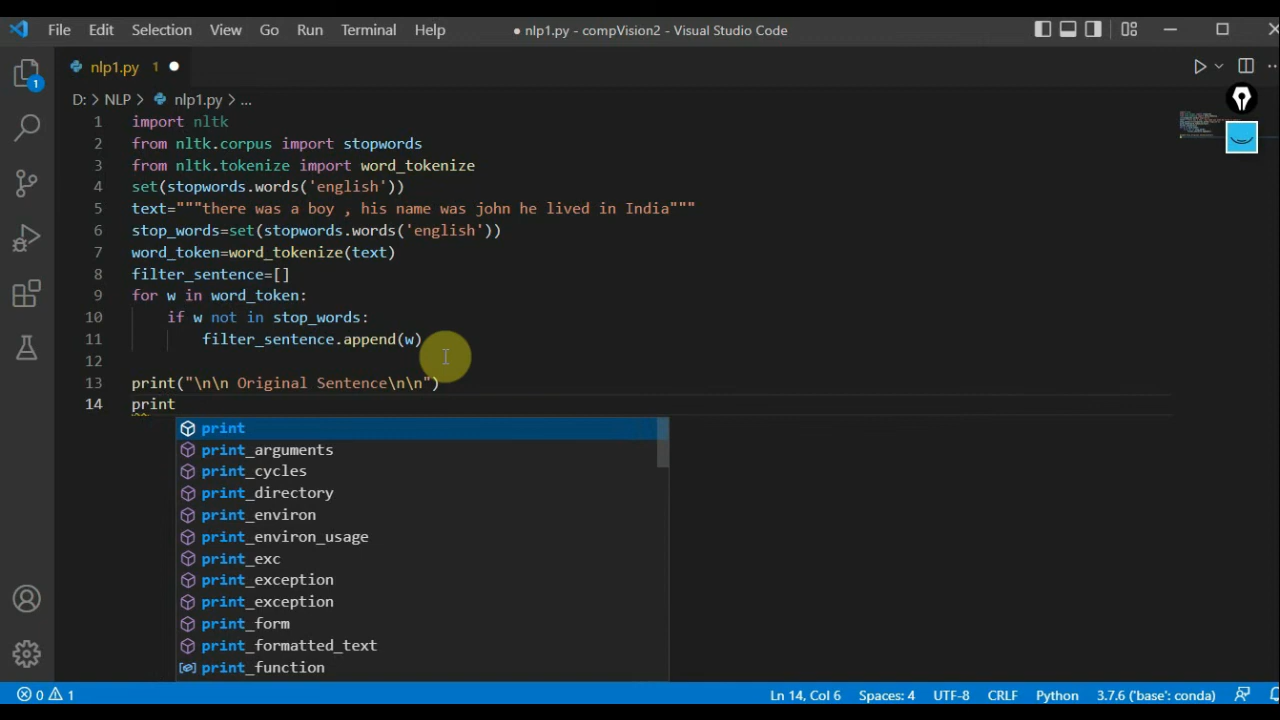 File Edit Selection View Go Run Terminal Help ● nlp1.py - compVision2 - Visual Studio Code
nlp1.py 1 ●
1
D: > NLP > nlp1.py > ...
1 import nltk
2 from nltk.corpus import stopwords
3 from nltk.tokenize import word_tokenize
4 set(stopwords.words('english'))
5 text="""there was a boy , his name was john he lived in India"""
6 stop_words=set(stopwords.words('english'))
7 word_token=word_tokenize(text)
8 filter_sentence=[]
9 for w in word_token:
10 if w not in stop_words:
11 filter_sentence.append(w)
12
13 print("\n\n Original Sentence\n\n")
14 print
print
print_arguments
print_cycles
print_directory
print_environ
print_environ_usage
print_exc
print_exception
print_exception
print_form
print_formatted_text
print_function
0 1 Ln 14, Col 6 Spaces: 4 UTF-8 CRLF Python 3.7.6 ('base': conda)